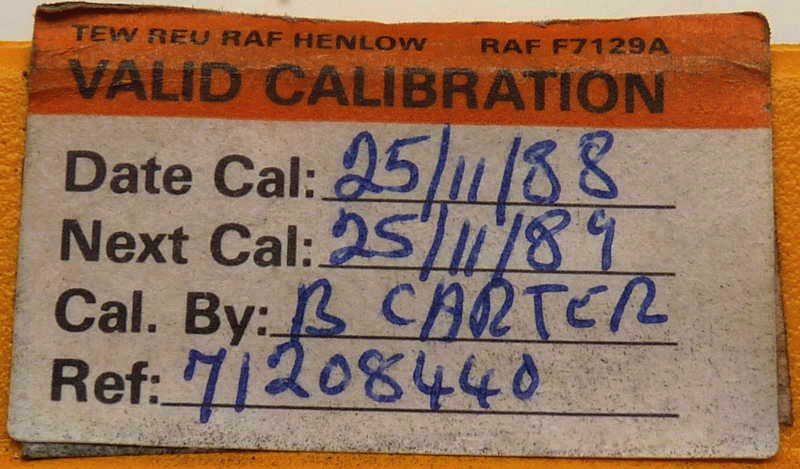 TEW REU RAF HENLOW RAF F7129A
VALID CALIBRATION
Date Cal: 25/11/88
Next Cal: 25/11/89
Cal. By: B CARTER
Ref: 71208440